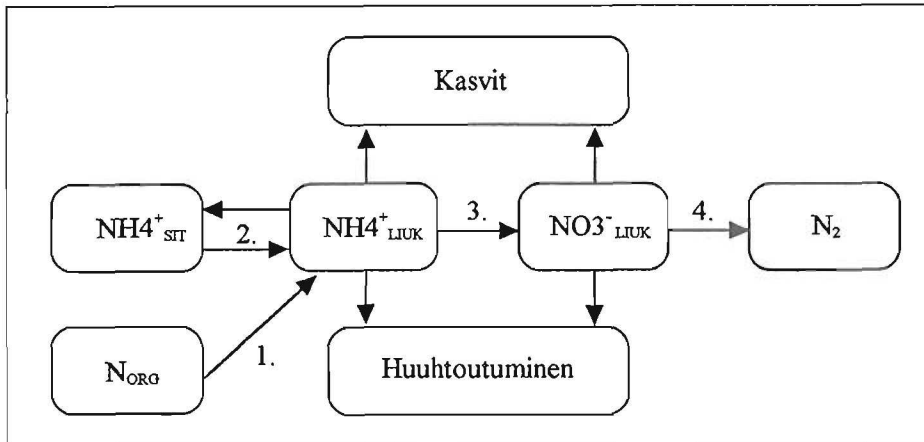 Kasvit
NH4⁺SIT
2.
NH4⁺LIUK
3.
NO3⁻LIUK
4.
N₂
NORG
1.
Huuhtoutuminen